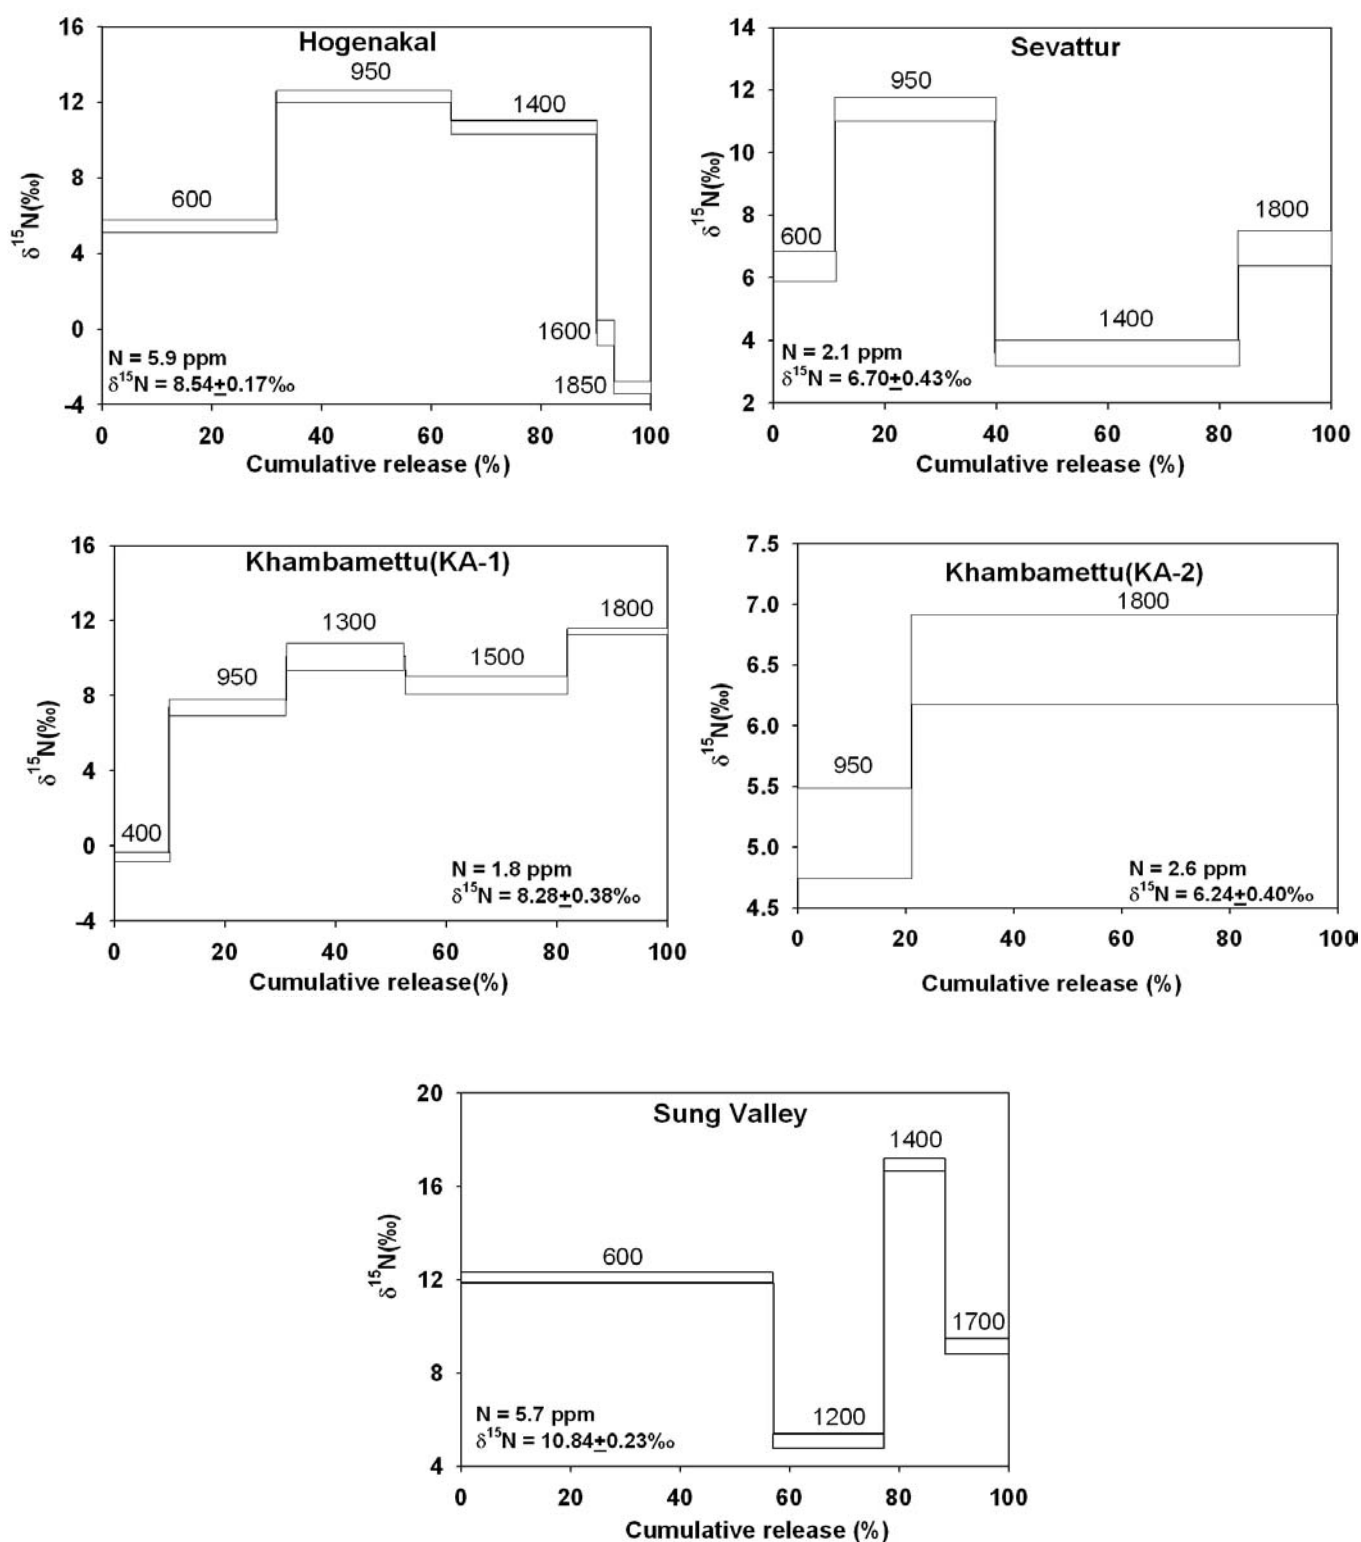 Hogenakal
16
12
8
4
0
-4
δ¹⁵N(‰)
600
950
1400
1600
1850
N = 5.9 ppm
δ¹⁵N = 8.54±0.17‰
0 20 40 60 80 100
Cumulative release (%)
Sevattur
14
12
10
8
6
4
2
δ¹⁵N(‰)
600
950
1400
1800
N = 2.1 ppm
δ¹⁵N = 6.70±0.43‰
0 20 40 60 80 100
Cumulative release (%)
Khambamettu(KA-1)
16
12
8
4
0
-4
δ¹⁵N(‰)
400
950
1300
1500
1800
N = 1.8 ppm
δ¹⁵N = 8.28±0.38‰
0 20 40 60 80 100
Cumulative release(%)
Khambamettu(KA-2)
7.5
7.0
6.5
6.0
5.5
5.0
4.5
δ¹⁵N(‰)
950
1800
N = 2.6 ppm
δ¹⁵N = 6.24±0.40‰
0 20 40 60 80 100
Cumulative release (%)
Sung Valley
20
16
12
8
4
δ¹⁵N(‰)
600
1200
1400
1700
N = 5.7 ppm
δ¹⁵N = 10.84±0.23‰
0 20 40 60 80 100
Cumulative release (%)